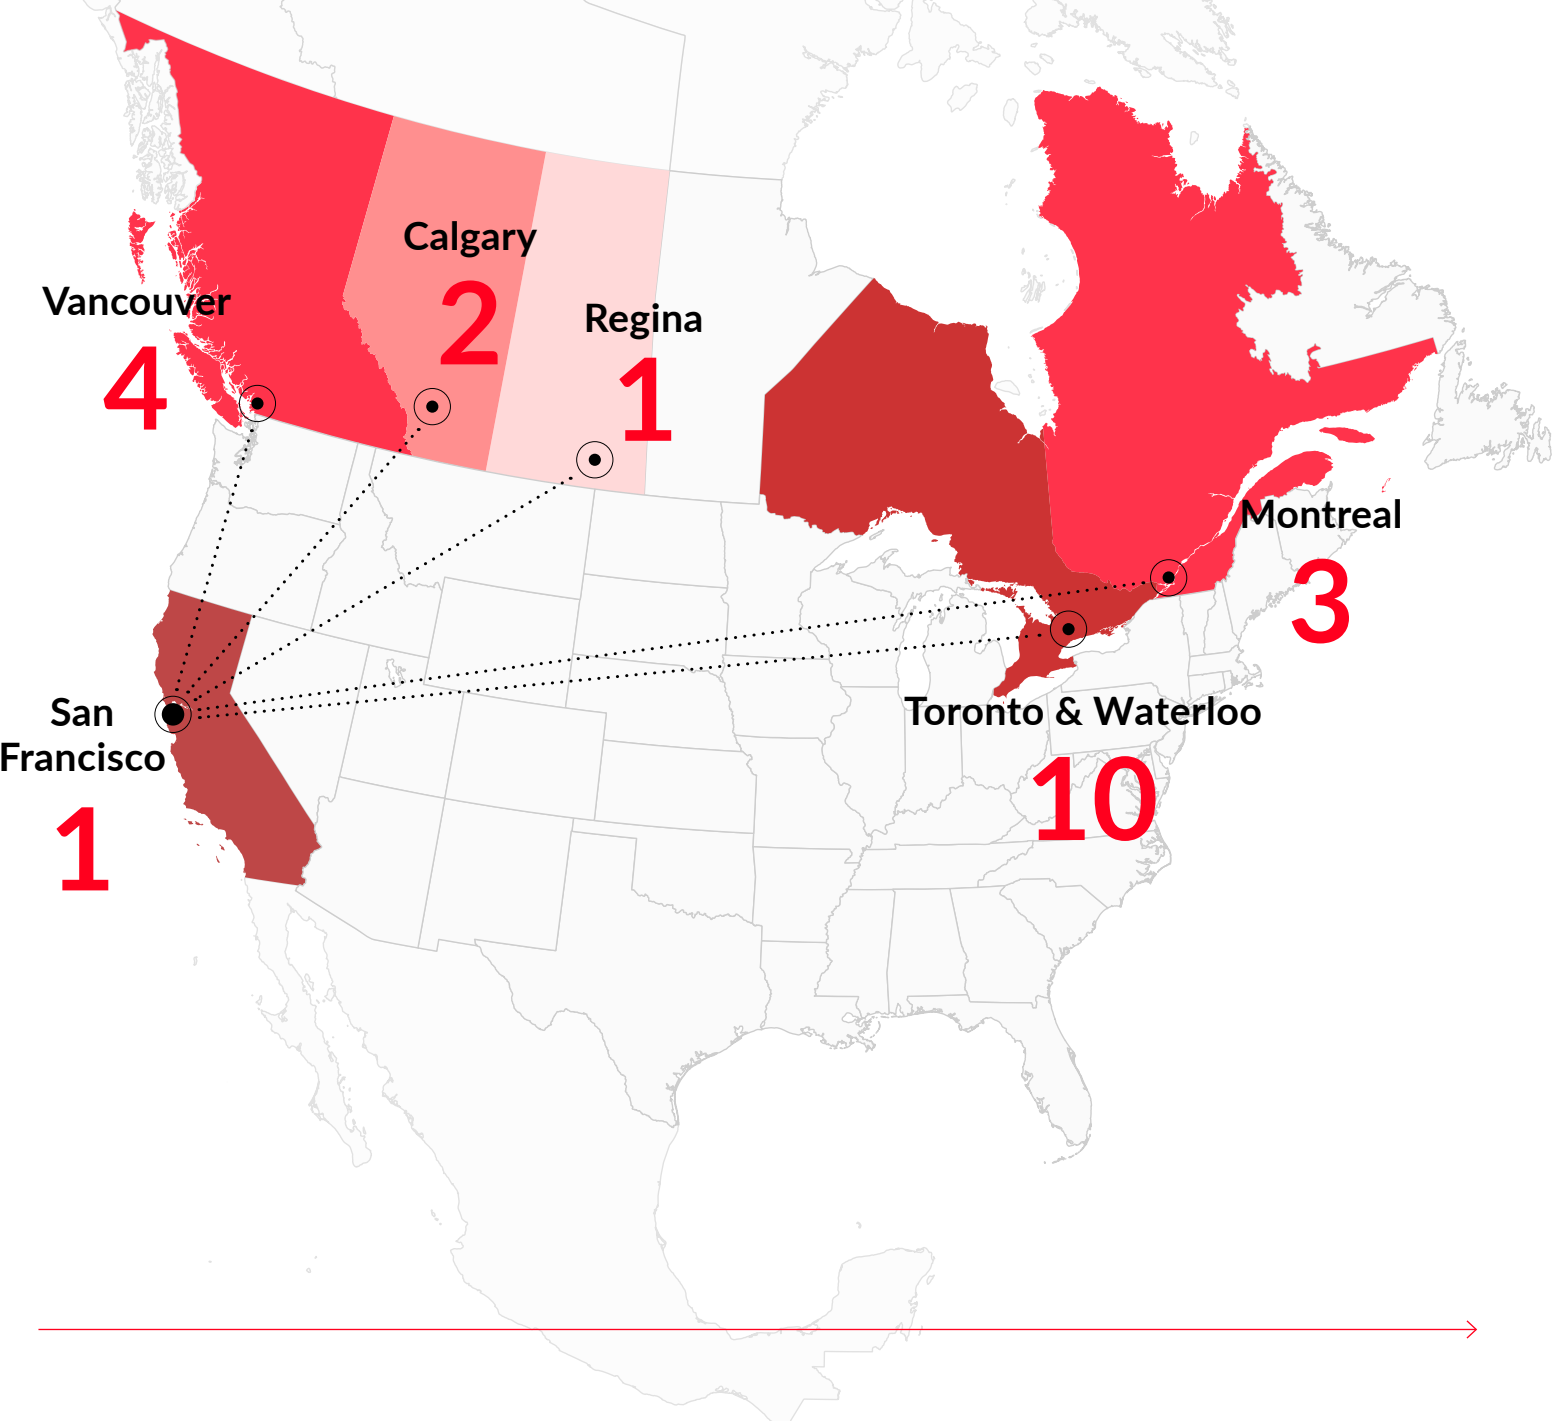 Calgary
2
Vancouver
4
Regina
1
Montreal
3
San
Francisco
1
Toronto & Waterloo
10